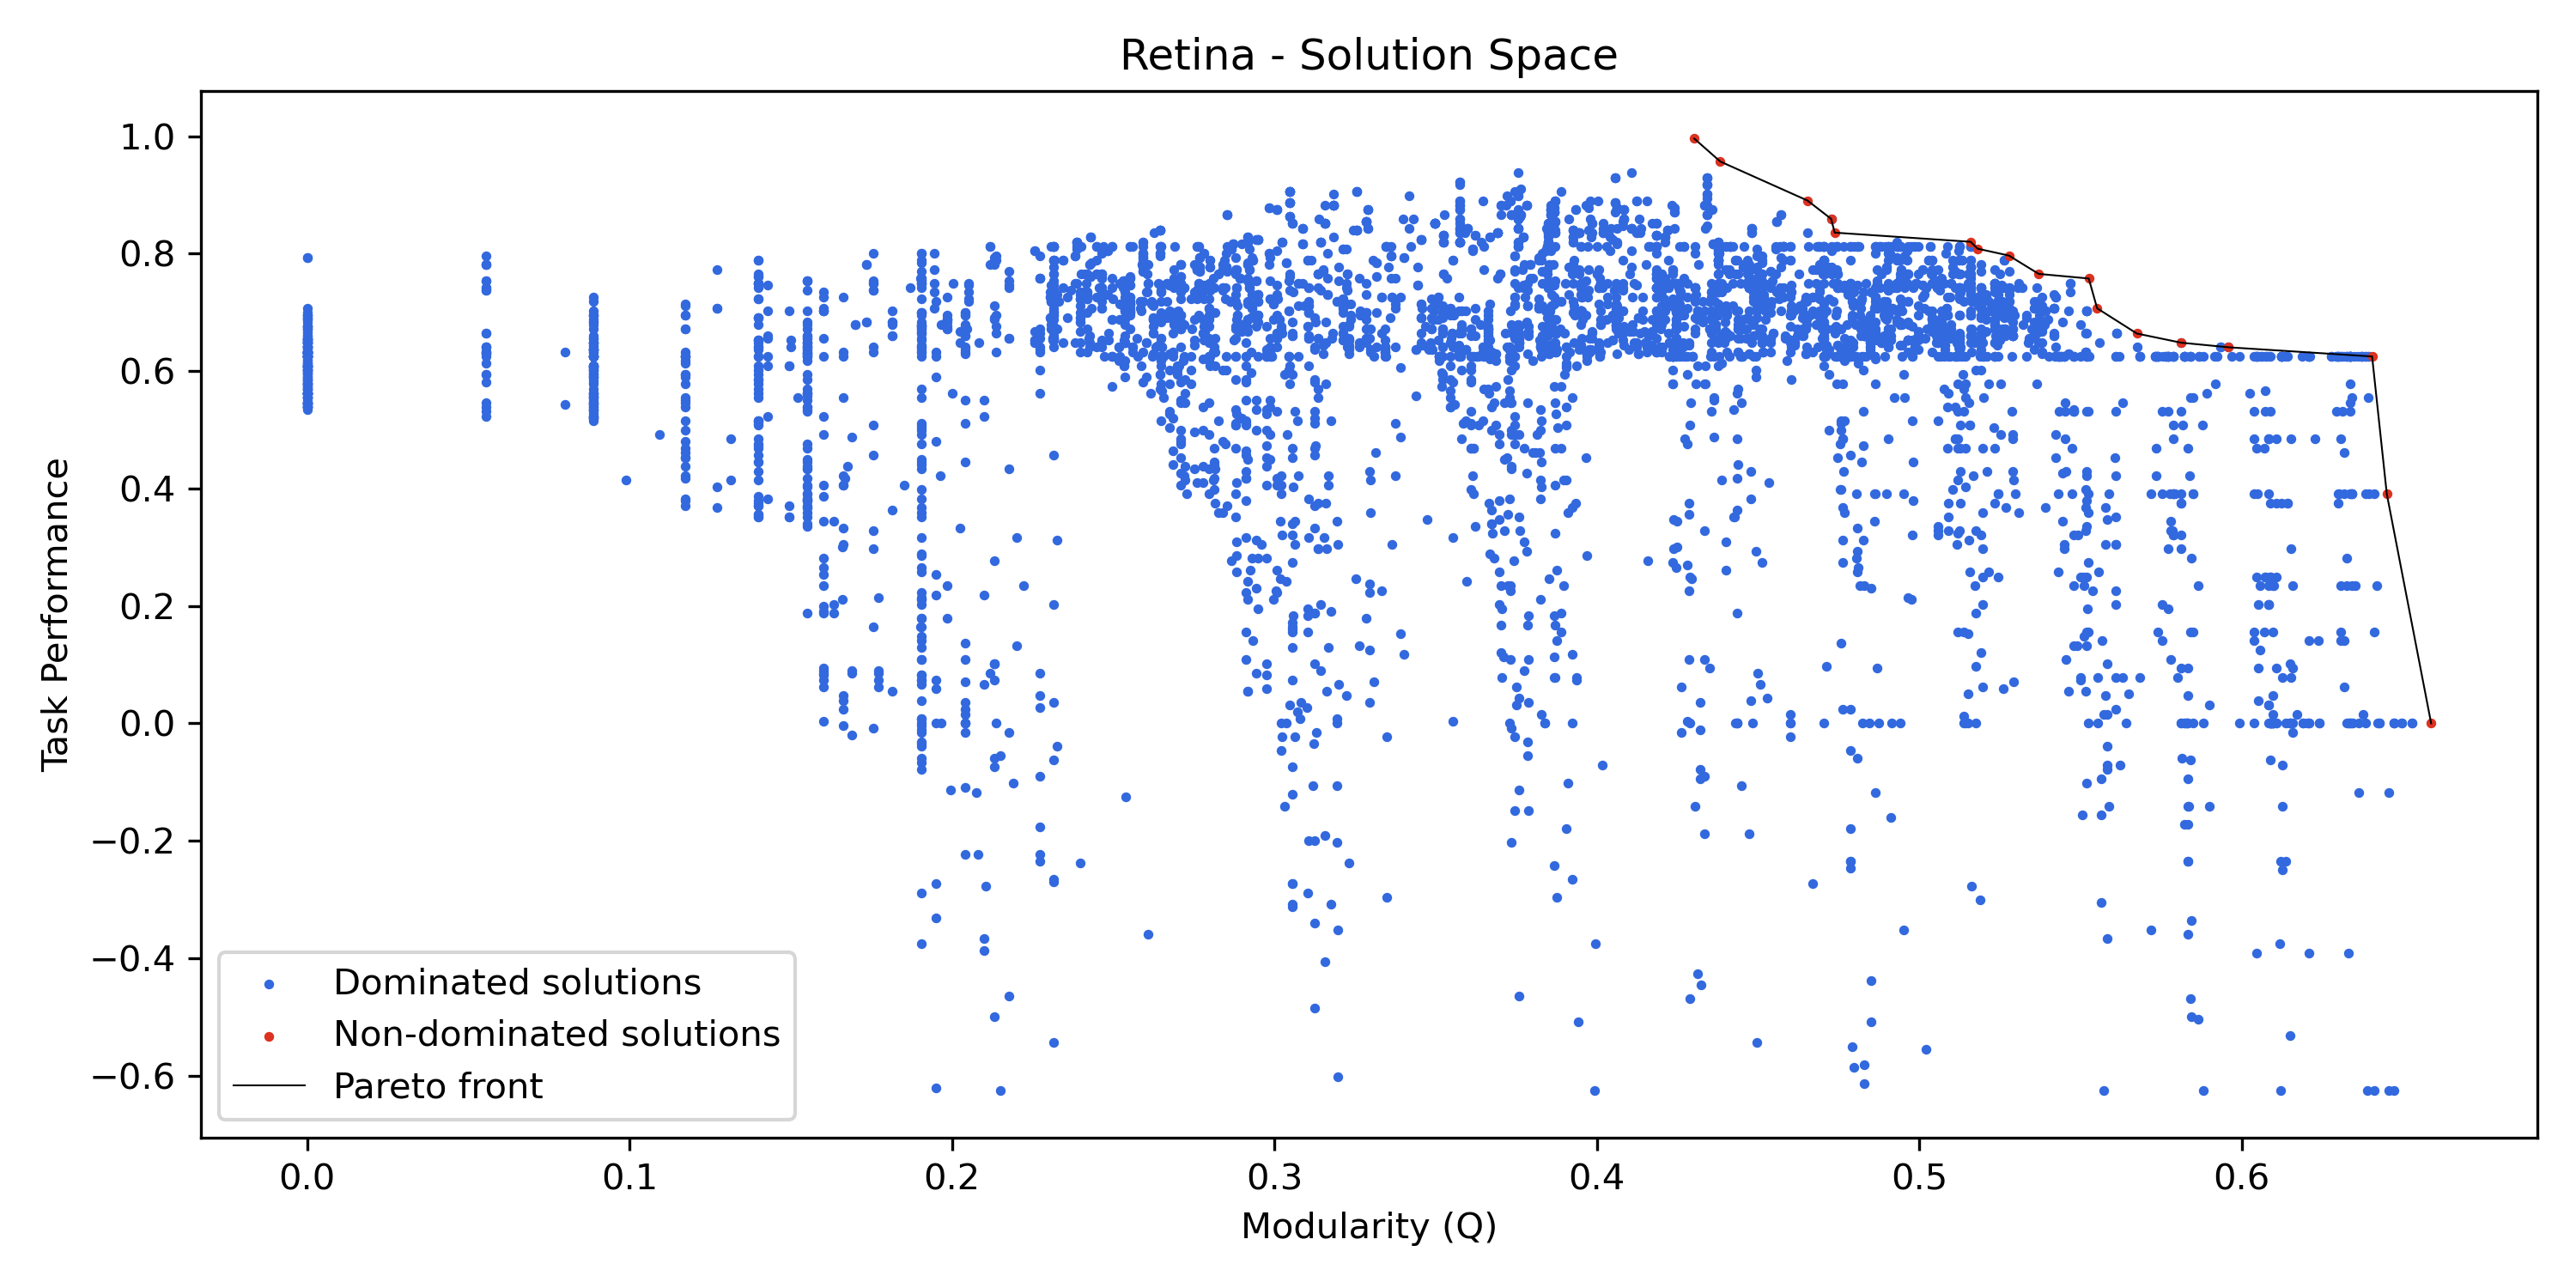 Retina - Solution Space
1.0
0.8
0.6
0.4
0.2
0.0
−0.2
−0.4
−0.6
Task Performance
Dominated solutions
Non-dominated solutions
Pareto front
0.0 0.1 0.2 0.3 0.4 0.5 0.6
Modularity (Q)